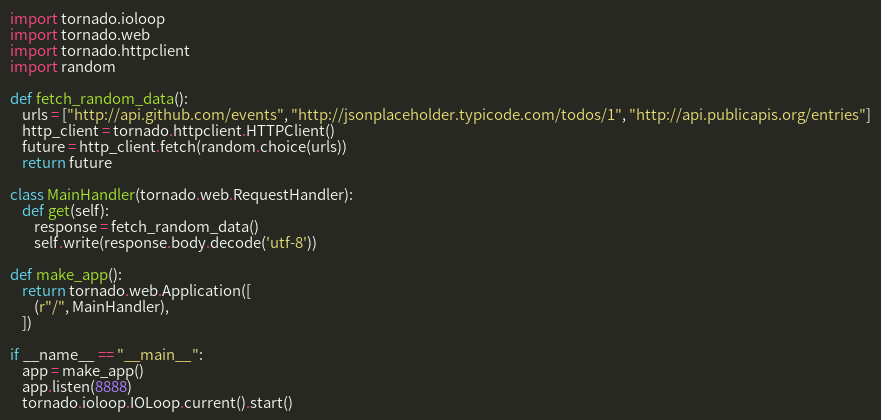 import tornado.ioloop
import tornado.web
import tornado.httpclient
import random

def fetch_random_data():
    urls = ["http://api.github.com/events", "http://jsonplaceholder.typicode.com/todos/1", "http://api.publicapis.org/entries"]
    http_client = tornado.httpclient.HTTPClient()
    future = http_client.fetch(random.choice(urls))
    return future

class MainHandler(tornado.web.RequestHandler):
    def get(self):
        response = fetch_random_data()
        self.write(response.body.decode('utf-8'))

def make_app():
    return tornado.web.Application([
        (r"/", MainHandler),
    ])

if __name__ == "__main__":
    app = make_app()
    app.listen(8888)
    tornado.ioloop.IOLoop.current().start()